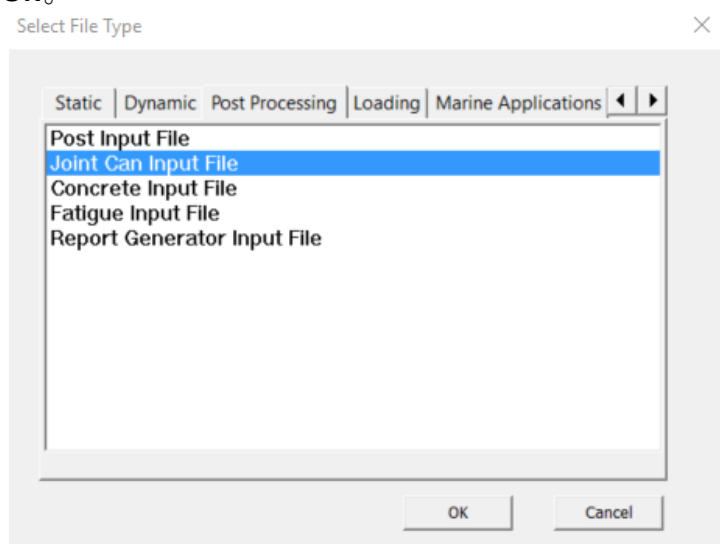 Select File Type
Static Dynamic Post Processing Loading Marine Applications
Post Input File
Joint Can Input File
Concrete Input File
Fatigue Input File
Report Generator Input File
OK Cancel